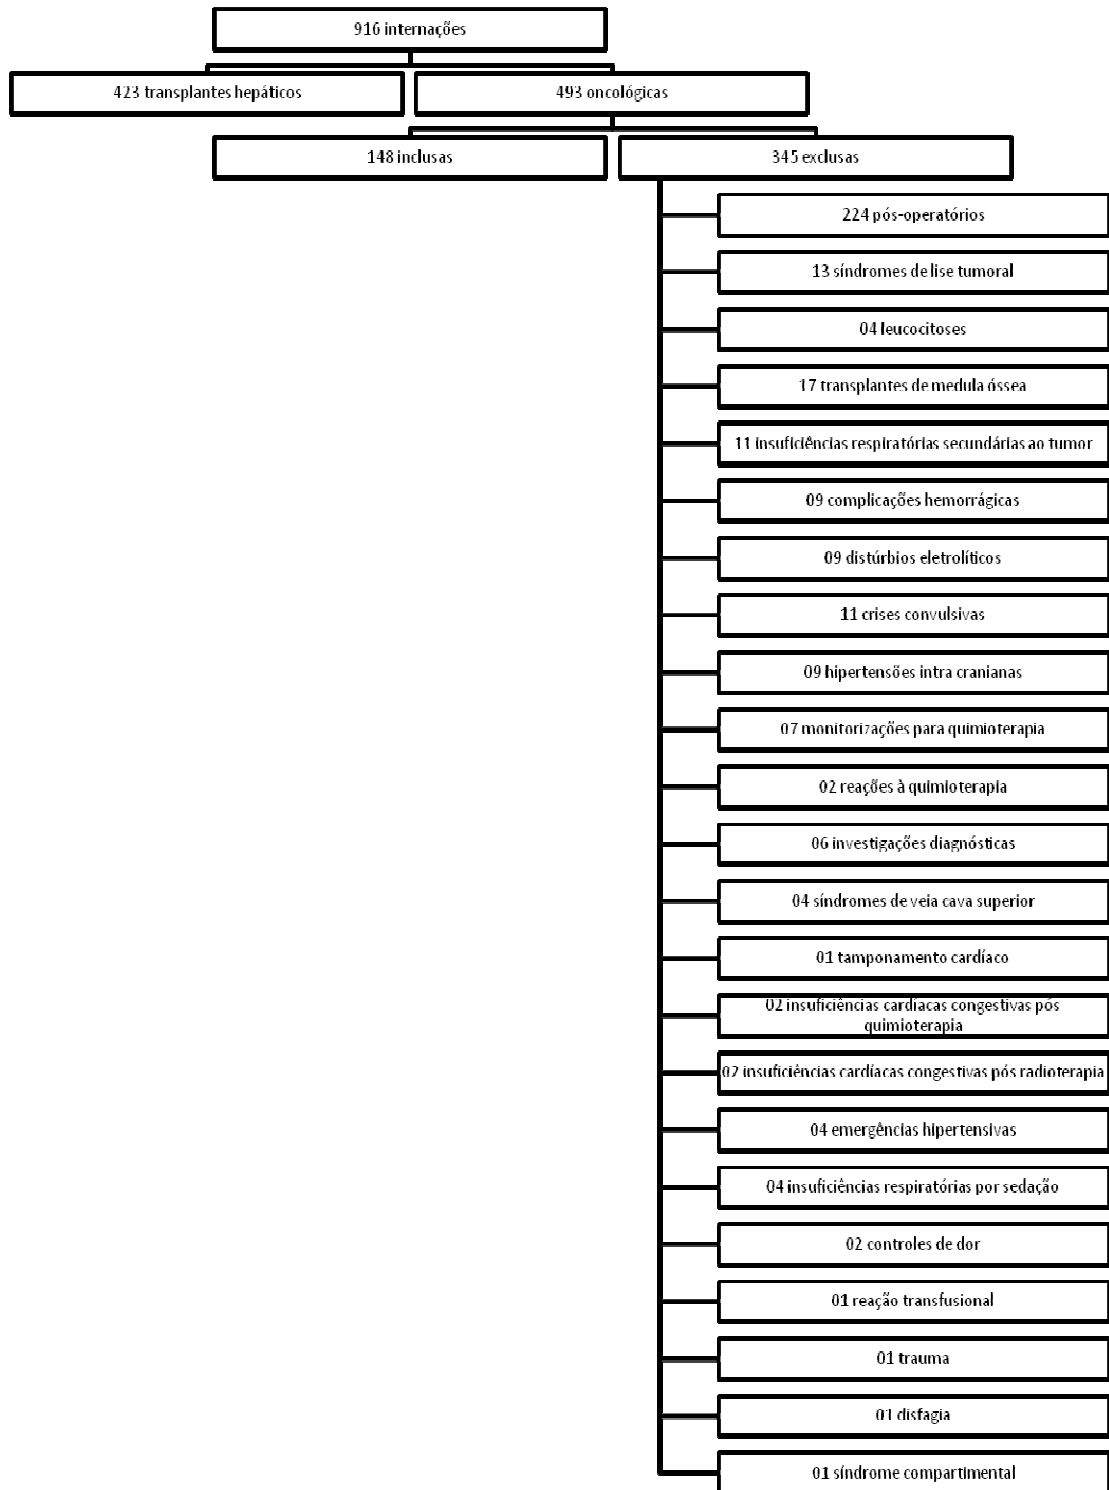 916 internações
423 transplantes hepáticos
493 oncológicas
148 inclusas
345 exclusas
224 pós-operatórios
13 síndromes de lise tumoral
04 leucocitoses
17 transplantes de medula óssea
11 insuficiências respiratórias secundárias ao tumor
09 complicações hemorrágicas
09 distúrbios eletrolíticos
11 crises convulsivas
09 hipertensões intra cranianas
07 monitorizações para quimioterapia
02 reações à quimioterapia
06 investigações diagnósticas
04 síndromes de veia cava superior
01 tamponamento cardíaco
02 insuficiências cardíacas congestivas pós
quimioterapia
02 insuficiências cardíacas congestivas pós radioterapia
04 emergências hipertensivas
04 insuficiências respiratórias por sedação
02 controles de dor
01 reação transfusional
01 trauma
01 disfagia
01 síndrome compartimental